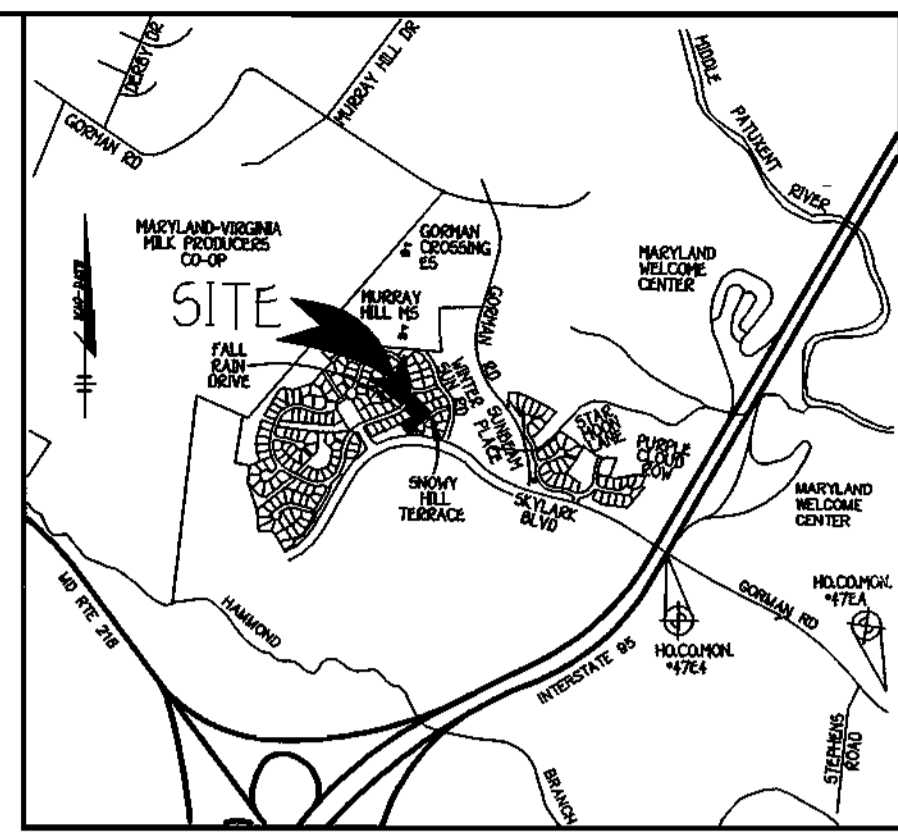 DERBY DR
MURRAY HILL DR
GORMAN RD
MIDDLE
PATUXENT
RIVER
MARYLAND-VIRGINIA
MILK PRODUCERS
CO-OP
GORMAN
CROSSING
ES
MARYLAND
WELCOME
CENTER
SITE
MURRAY
HILL MS
GORMAN RD
FALL
RAIN
DRIVE
WINTER SUN RD
SUNBEAM
PLACE
STAR
MOON
LANE
PURPLE
CLOUD
ROW
SNOWY
HILL
TERRACE
SKYLARK
BLVD
MARYLAND
WELCOME
CENTER
MD RTE 216
HAMMOND
GORMAN RD
HO.CO.MON.
*47EA
HO.CO.MON.
*47E4
INTERSTATE 95
STEPHENS
ROAD
BRANCH